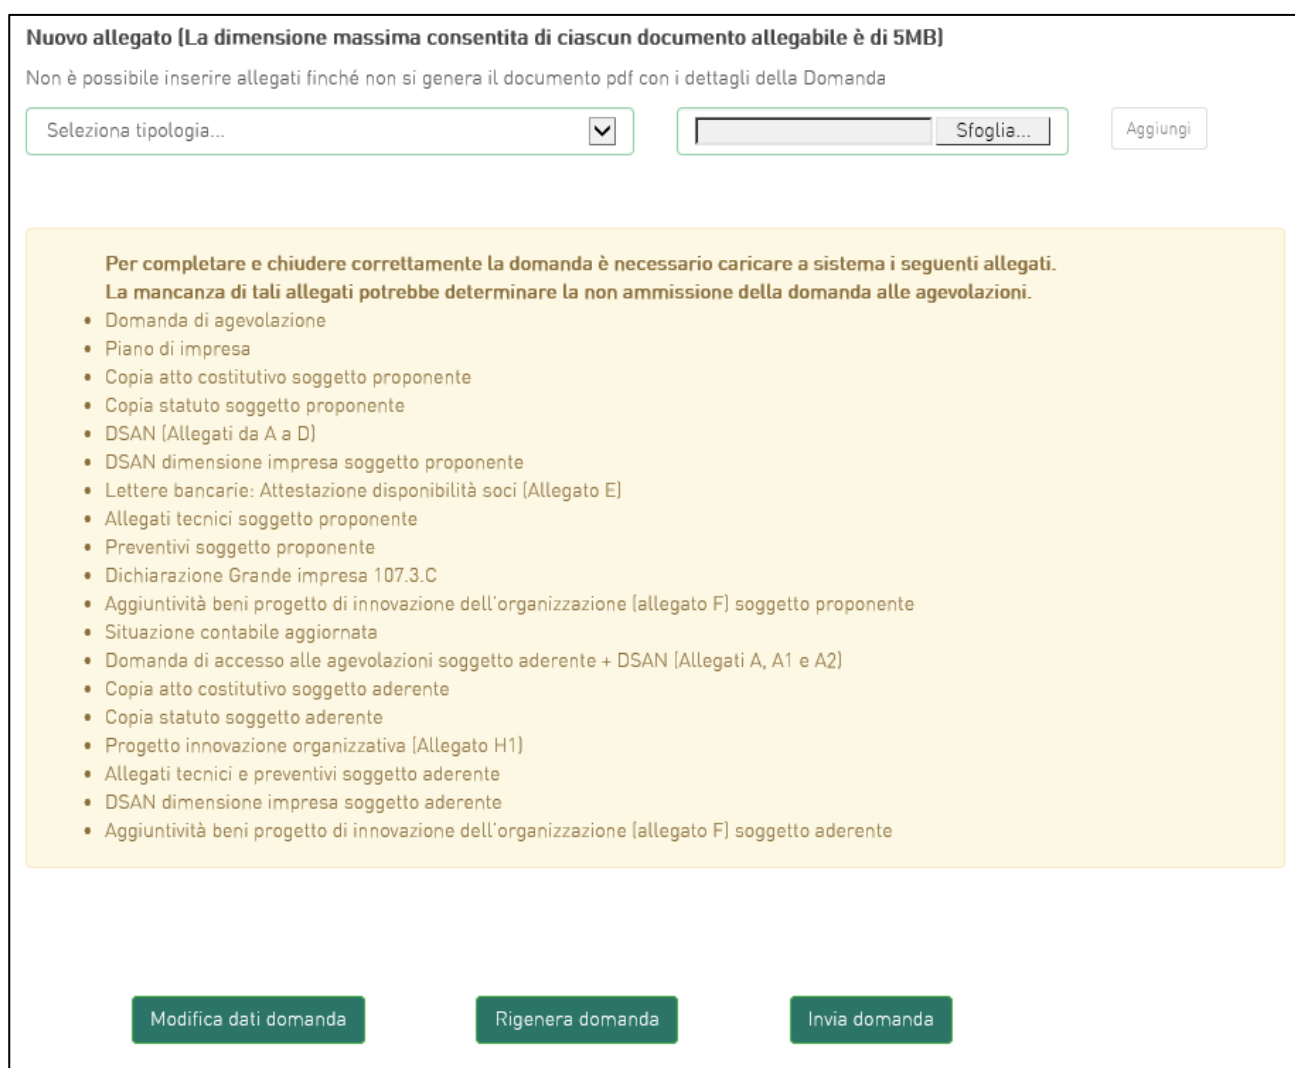 Nuovo allegato (La dimensione massima consentita di ciascun documento allegabile è di 5MB)
Non è possibile inserire allegati finché non si genera il documento pdf con i dettagli della Domanda
Seleziona tipologia...
Sfoglia...
Aggiungi
Per completare e chiudere correttamente la domanda è necessario caricare a sistema i seguenti allegati.
La mancanza di tali allegati potrebbe determinare la non ammissione della domanda alle agevolazioni.
• Domanda di agevolazione
• Piano di impresa
• Copia atto costitutivo soggetto proponente
• Copia statuto soggetto proponente
• DSAN (Allegati da A a D)
• DSAN dimensione impresa soggetto proponente
• Lettere bancarie: Attestazione disponibilità soci (Allegato E)
• Allegati tecnici soggetto proponente
• Preventivi soggetto proponente
• Dichiarazione Grande impresa 107.3.C
• Aggiuntività beni progetto di innovazione dell'organizzazione (allegato F) soggetto proponente
• Situazione contabile aggiornata
• Domanda di accesso alle agevolazioni soggetto aderente + DSAN (Allegati A, A1 e A2)
• Copia atto costitutivo soggetto aderente
• Copia statuto soggetto aderente
• Progetto innovazione organizzativa (Allegato H1)
• Allegati tecnici e preventivi soggetto aderente
• DSAN dimensione impresa soggetto aderente
• Aggiuntività beni progetto di innovazione dell'organizzazione (allegato F) soggetto aderente
Modifica dati domanda
Rigenera domanda
Invia domanda